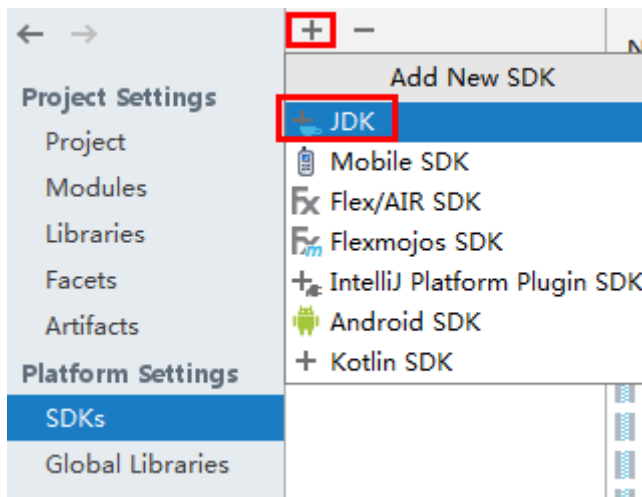 Project Settings
Project
Modules
Libraries
Facets
Artifacts
Platform Settings
SDKs
Global Libraries
Add New SDK
JDK
Mobile SDK
Flex/AIR SDK
Flexmojos SDK
IntelliJ Platform Plugin SDK
Android SDK
Kotlin SDK